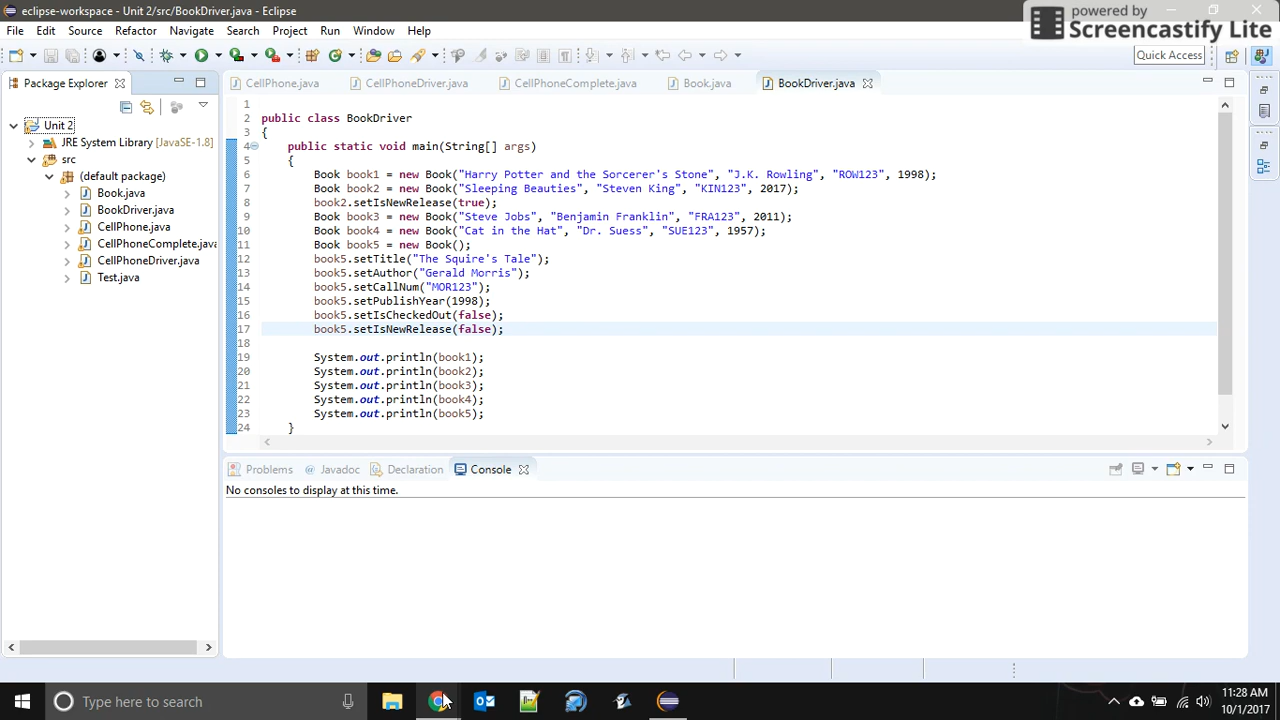 eclipse-workspace - Unit 2/src/BookDriver.java - Eclipse
powered by
Screencastify Lite
File Edit Source Refactor Navigate Search Project Run Window Help
Quick Access
Package Explorer
CellPhone.java CellPhoneDriver.java CellPhoneComplete.java Book.java BookDriver.java
Unit 2
JRE System Library [JavaSE-1.8]
src
(default package)
Book.java
BookDriver.java
CellPhone.java
CellPhoneComplete.java
CellPhoneDriver.java
Test.java
1
2 public class BookDriver
3 {
4 public static void main(String[] args)
5 {
6 Book book1 = new Book("Harry Potter and the Sorcerer's Stone", "J.K. Rowling", "ROW123", 1998);
7 Book book2 = new Book("Sleeping Beauties", "Steven King", "KIN123", 2017);
8 book2.setIsNewRelease(true);
9 Book book3 = new Book("Steve Jobs", "Benjamin Franklin", "FRA123", 2011);
10 Book book4 = new Book("Cat in the Hat", "Dr. Suess", "SUE123", 1957);
11 Book book5 = new Book();
12 book5.setTitle("The Squire's Tale");
13 book5.setAuthor("Gerald Morris");
14 book5.setCallNum("MOR123");
15 book5.setPublishYear(1998);
16 book5.setIsCheckedOut(false);
17 book5.setIsNewRelease(false);
18
19 System.out.println(book1);
20 System.out.println(book2);
21 System.out.println(book3);
22 System.out.println(book4);
23 System.out.println(book5);
24 }
Problems @ Javadoc Declaration Console
No consoles to display at this time.
Type here to search
11:28 AM
10/1/2017